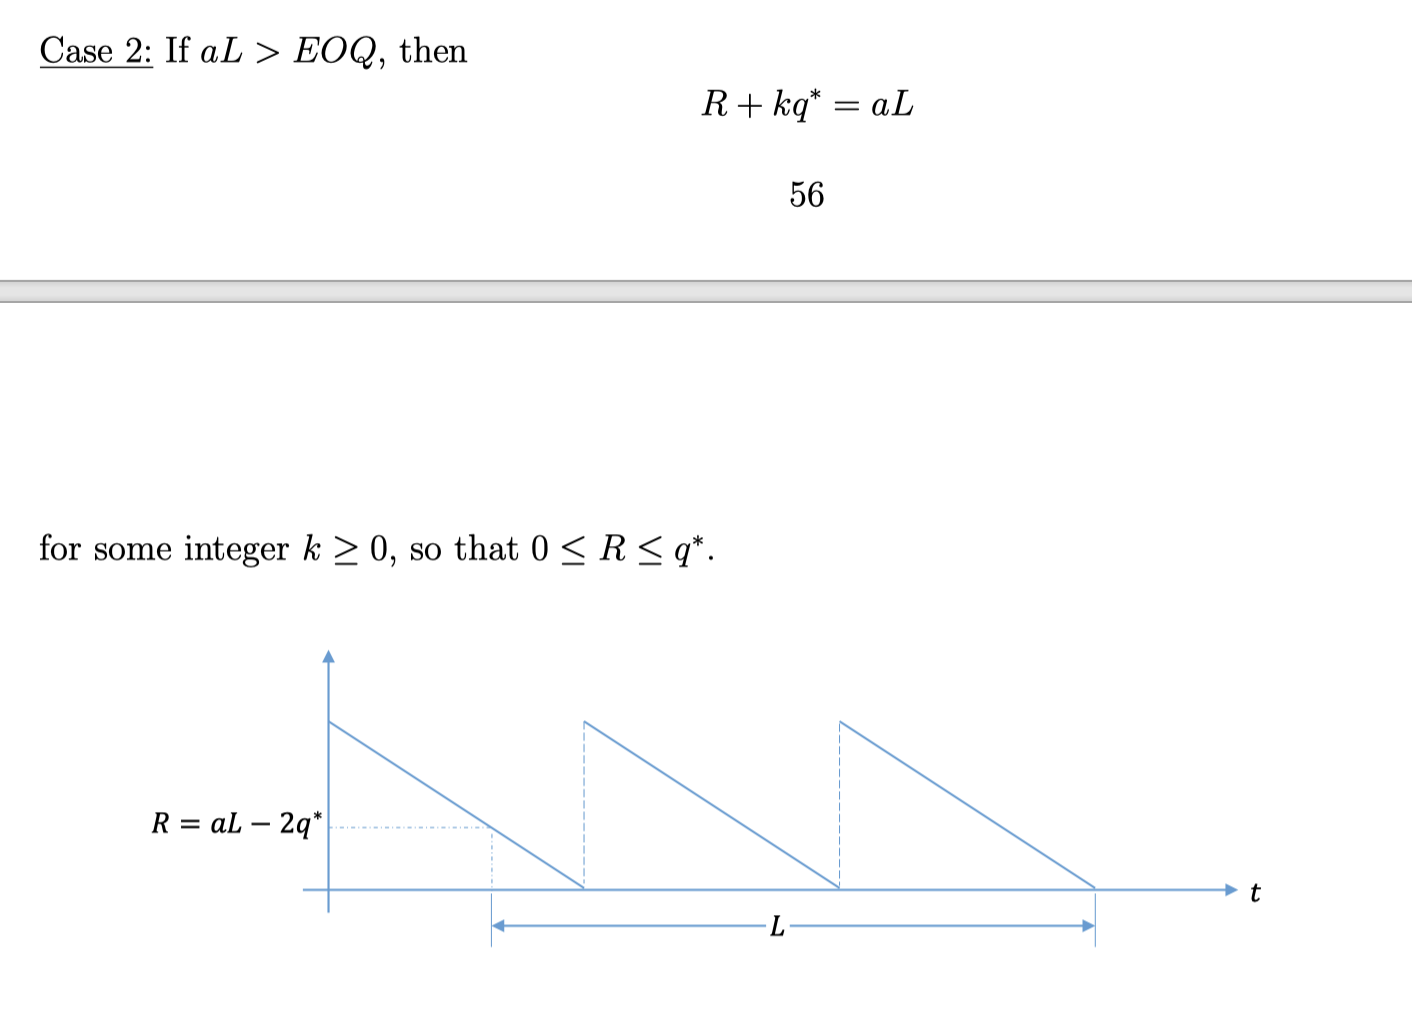 Case 2: If aL > EOQ, then
R + kq* = aL
56
for some integer k ≥ 0, so that 0 ≤ R ≤ q*.
R = aL − 2q*
t
L